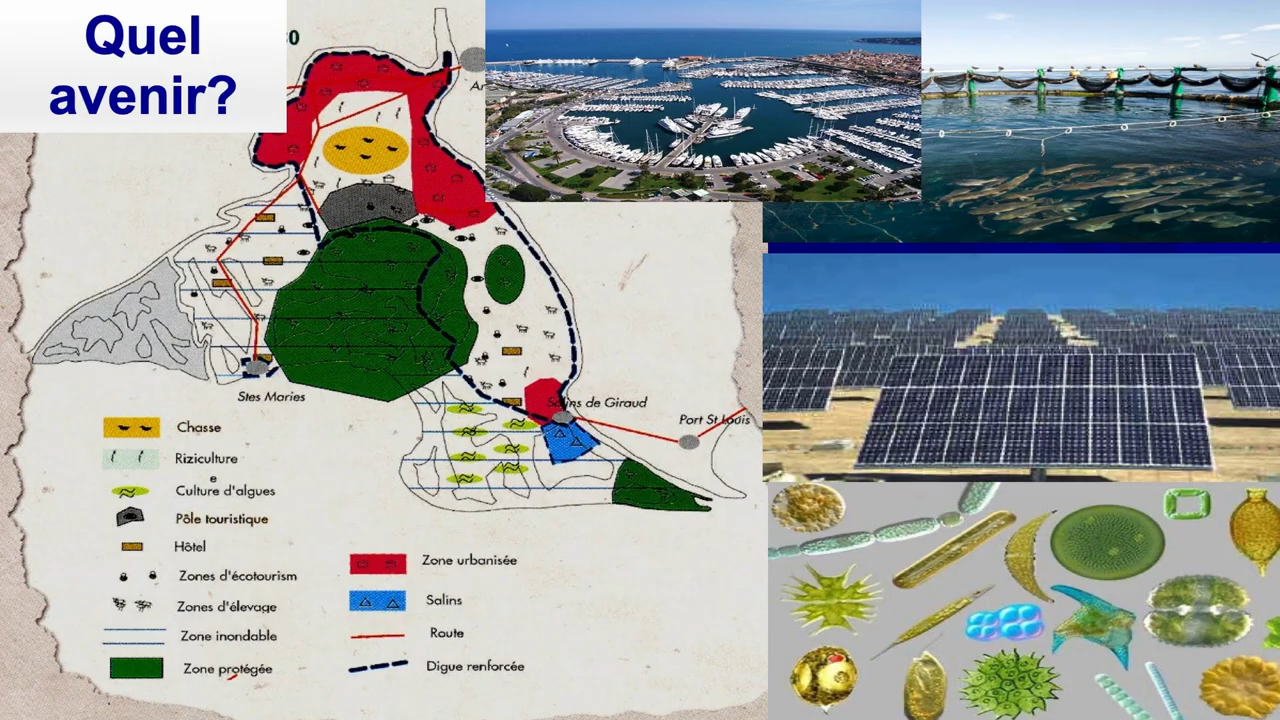 Quel
avenir?
Stes Maries
Salins de Giraud
Port St Louis
Chasse
Riziculture
e
Culture d'algues
Pôle touristique
Hôtel
Zones d'écotourism
Zones d'élevage
Zone inondable
Zone protégée
Zone urbanisée
Salins
Route
Digue renforcée